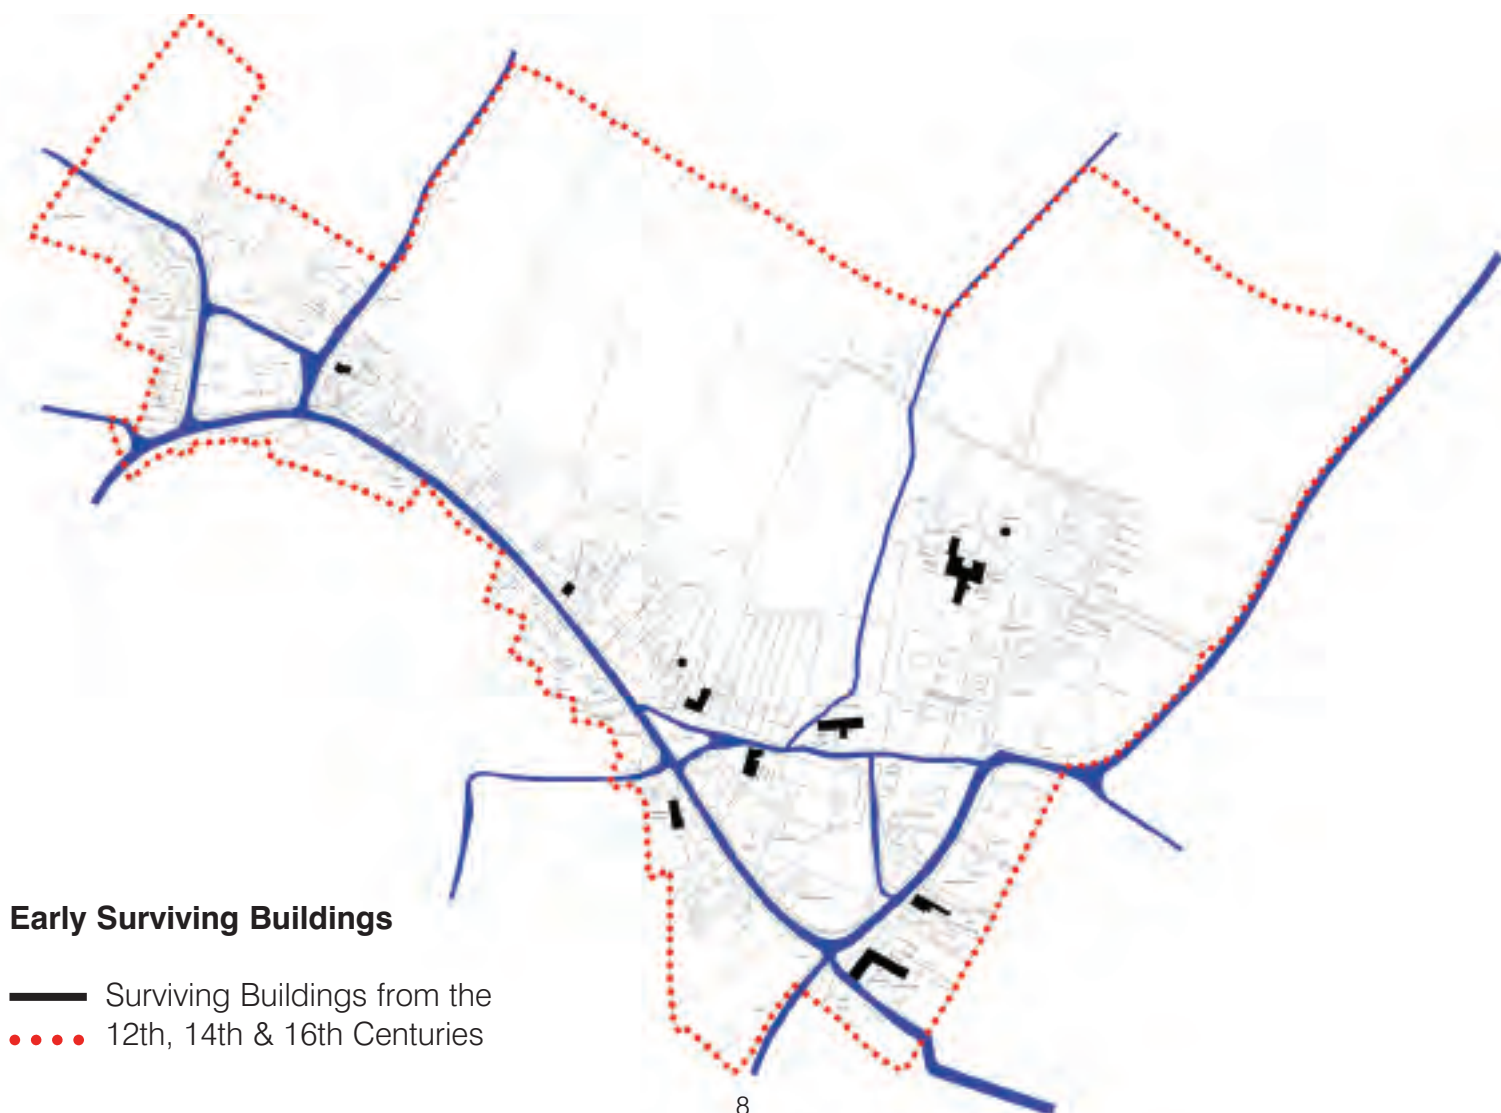 Early Surviving Buildings
Surviving Buildings from the
12th, 14th & 16th Centuries
8